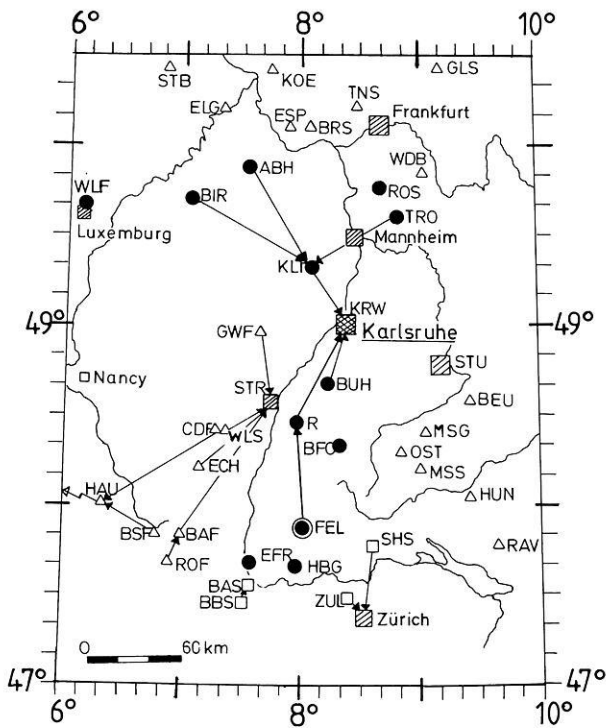 49° 8° 10°
STB KOE GLS
ELG ESP BRS TNS Frankfurt
WDB
ABH
WLF BIR ROS
TRO
Luxemburg Mannheim
KLT
KRW
49° GWF Karlsruhe 49°
STU
Nancy STR BUH
BEU
CDF WLS R MSG
BFO OST
ECH MSS
HAU HUN
BSF BAF FEL SHS RAV
ROF EFR HBG
BAS
BBS ZUL
Zürich
0 60 km
47° 47°
6° 8° 10°